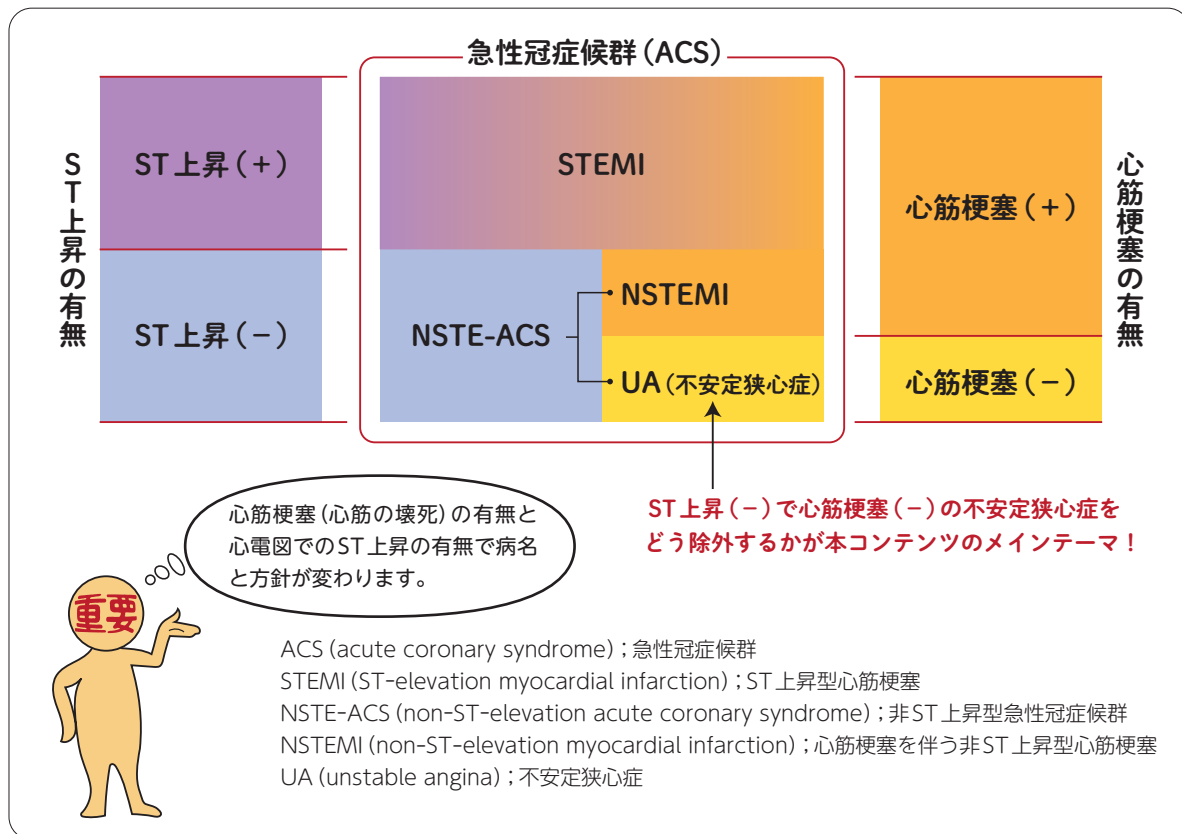 急性冠症候群(ACS)
ST上昇の有無
ST上昇(+)
ST上昇(−)
STEMI
NSTE-ACS
NSTEMI
UA(不安定狭心症)
心筋梗塞(+)
心筋梗塞(−)
心筋梗塞の有無
ST上昇(−)で心筋梗塞(−)の不安定狭心症を
どう除外するかが本コンテンツのメインテーマ!
心筋梗塞(心筋の壊死)の有無と
心電図でのST上昇の有無で病名
と方針が変わります。
重要
ACS (acute coronary syndrome);急性冠症候群
STEMI (ST-elevation myocardial infarction);ST上昇型心筋梗塞
NSTE-ACS (non-ST-elevation acute coronary syndrome);非ST上昇型急性冠症候群
NSTEMI (non-ST-elevation myocardial infarction);心筋梗塞を伴う非ST上昇型心筋梗塞
UA (unstable angina);不安定狭心症